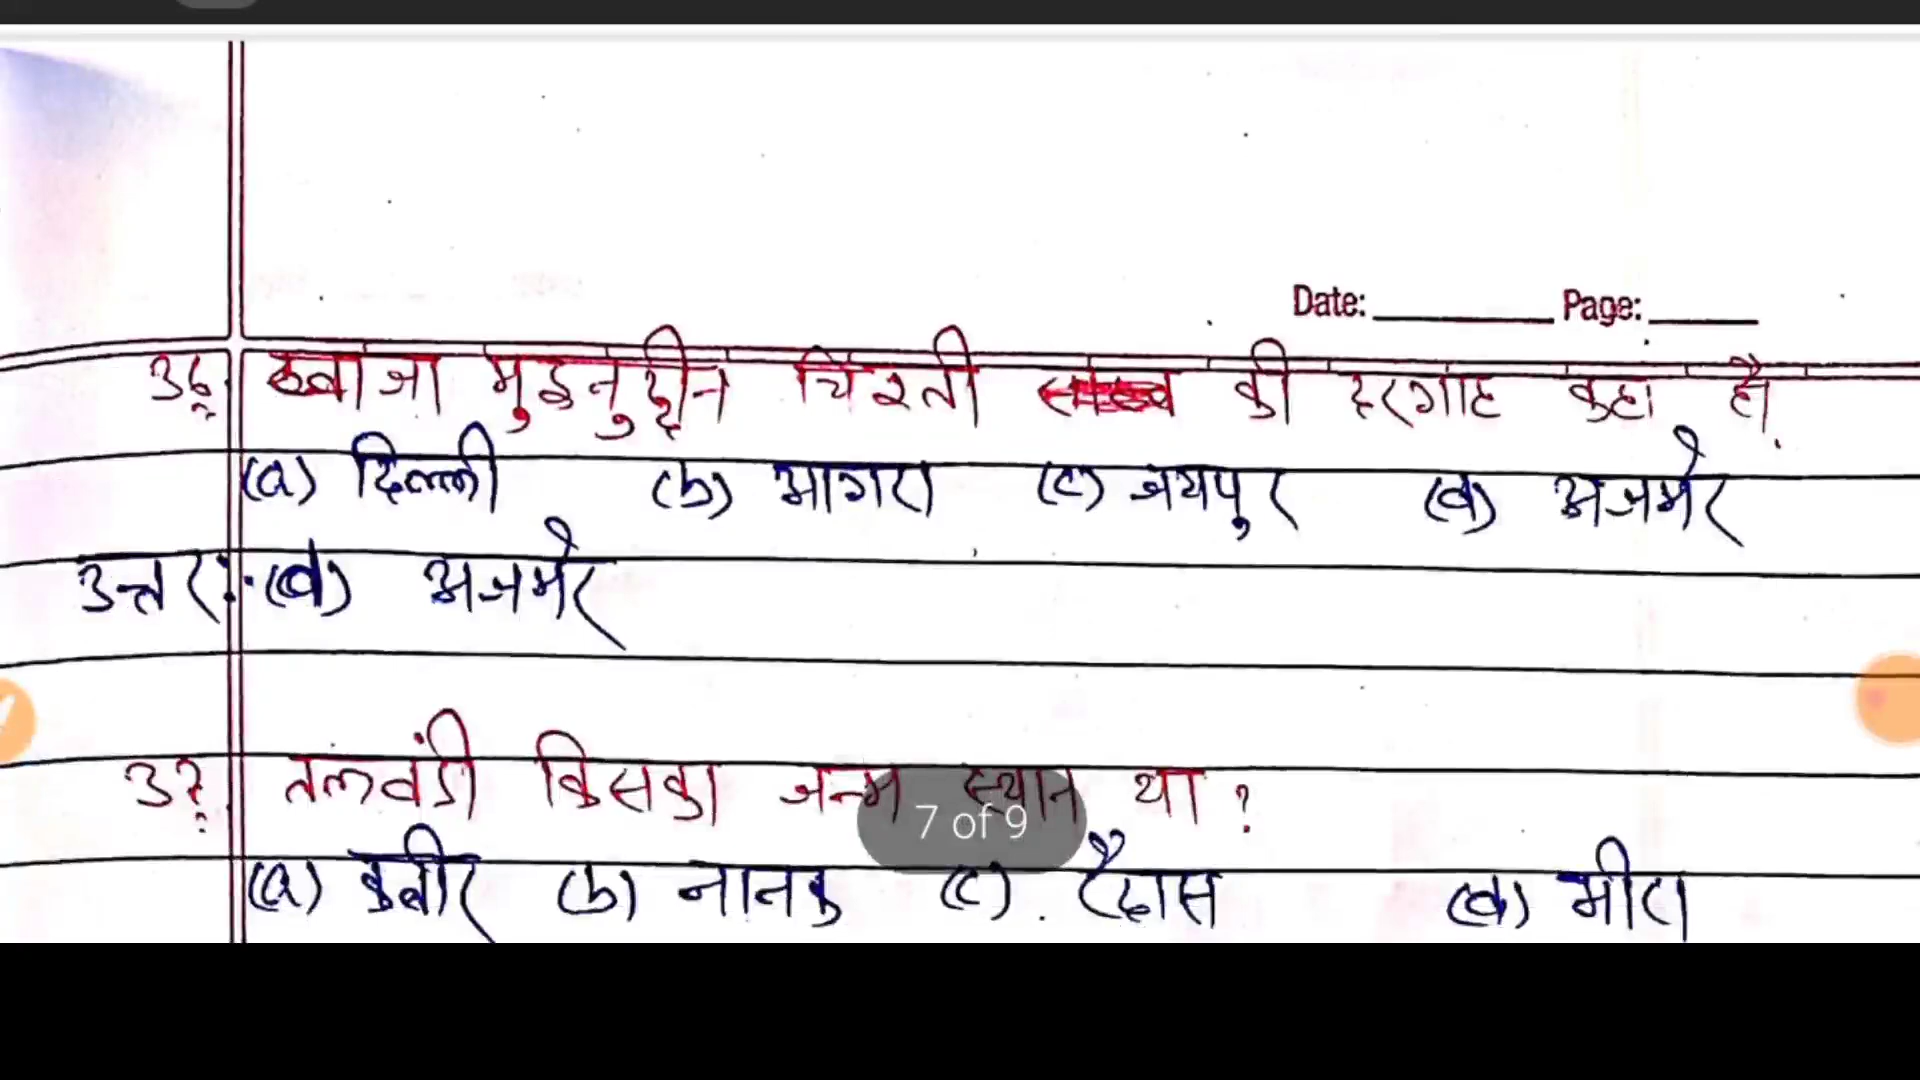 Date: Page:
36. ख्वाजा मुइनुद्दीन चिश्ती की दरगाह कहां है.
(a) दिल्ली (b) आगरा (c) जयपुर (d) अजमेर
उत्तर :- (d) अजमेर
37. तलवंडी किसका जन्म स्थान था ?
7 of 9
(a) कबीर (b) नानक (c). रैदास (d) मीरा